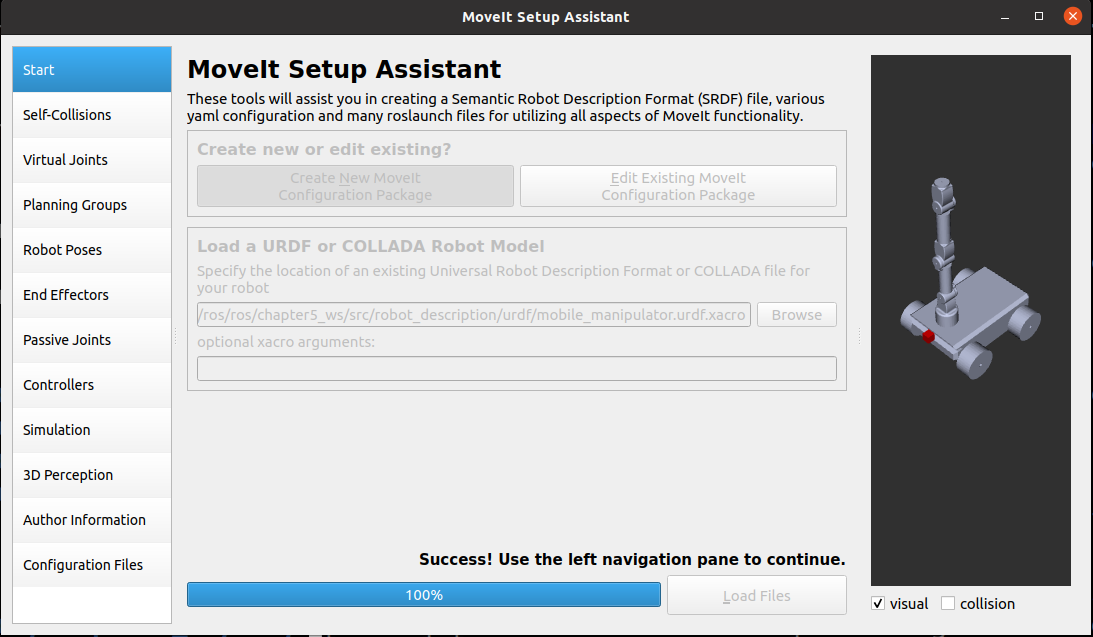 MoveIt Setup Assistant
Start
Self-Collisions
Virtual Joints
Planning Groups
Robot Poses
End Effectors
Passive Joints
Controllers
Simulation
3D Perception
Author Information
Configuration Files
MoveIt Setup Assistant
These tools will assist you in creating a Semantic Robot Description Format (SRDF) file, various
yaml configuration and many roslaunch files for utilizing all aspects of MoveIt functionality.
Create new or edit existing?
Create New MoveIt
Configuration Package
Edit Existing MoveIt
Configuration Package
Load a URDF or COLLADA Robot Model
Specify the location of an existing Universal Robot Description Format or COLLADA file for
your robot
/ros/ros/chapter5_ws/src/robot_description/urdf/mobile_manipulator.urdf.xacro
Browse
optional xacro arguments:
Success! Use the left navigation pane to continue.
100%
Load Files
visual
collision